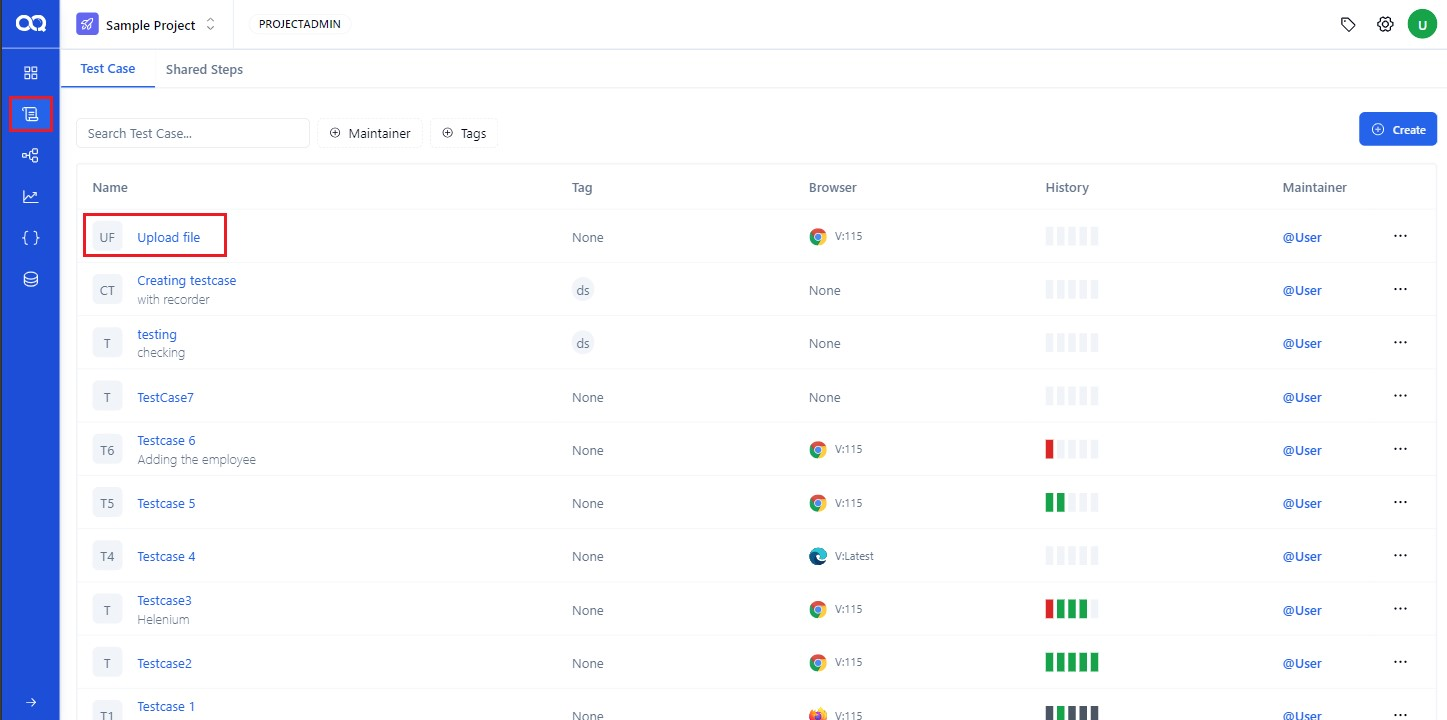 Sample Project PROJECTADMIN U
Test Case Shared Steps
Search Test Case... Maintainer Tags Create
Name Tag Browser History Maintainer
UF Upload file None V:115 @User ...
CT Creating testcase ds None @User ...
with recorder
T testing ds None @User ...
checking
T TestCase7 None None @User ...
T6 Testcase 6 None V:115 @User ...
Adding the employee
T5 Testcase 5 None V:115 @User ...
T4 Testcase 4 None V:Latest @User ...
T Testcase3 None V:115 @User ...
Helenium
T Testcase2 None V:115 @User ...
T1 Testcase 1 None V:115 @User ...